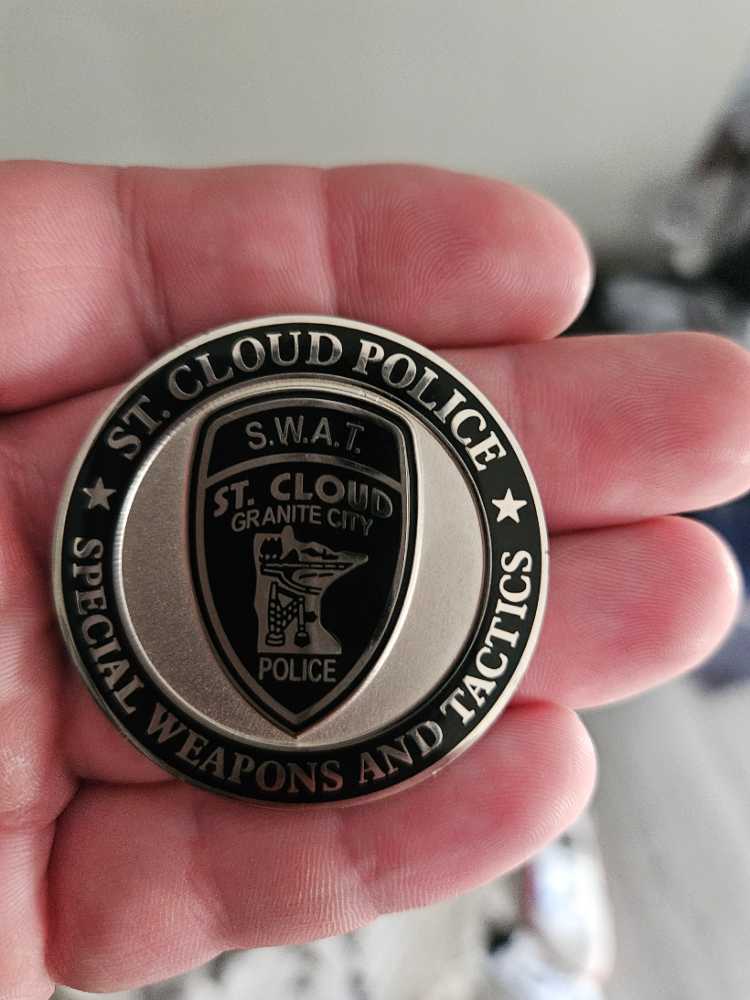 ST. CLOUD POLICE
S.W.A.T.
ST. CLOUD
GRANITE CITY
POLICE
SPECIAL WEAPONS AND TACTICS